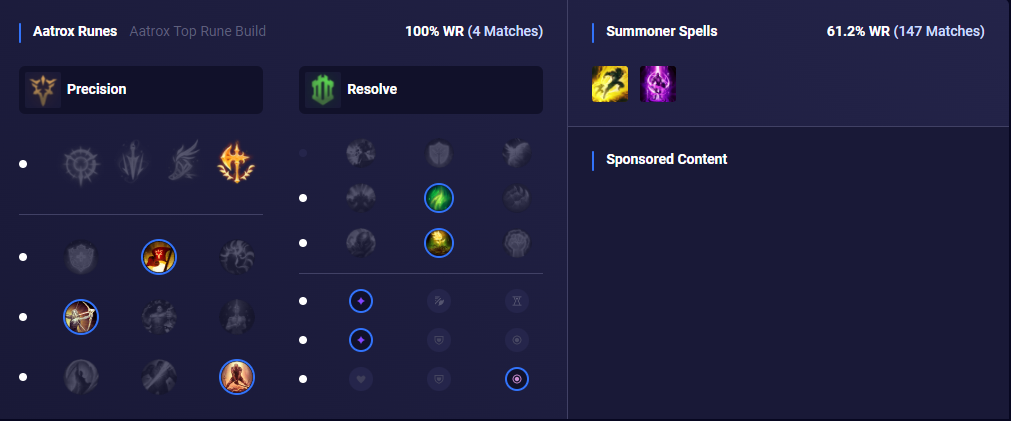 Aatrox Runes Aatrox Top Rune Build 100% WR (4 Matches)
Precision
Resolve
Summoner Spells 61.2% WR (147 Matches)
Sponsored Content